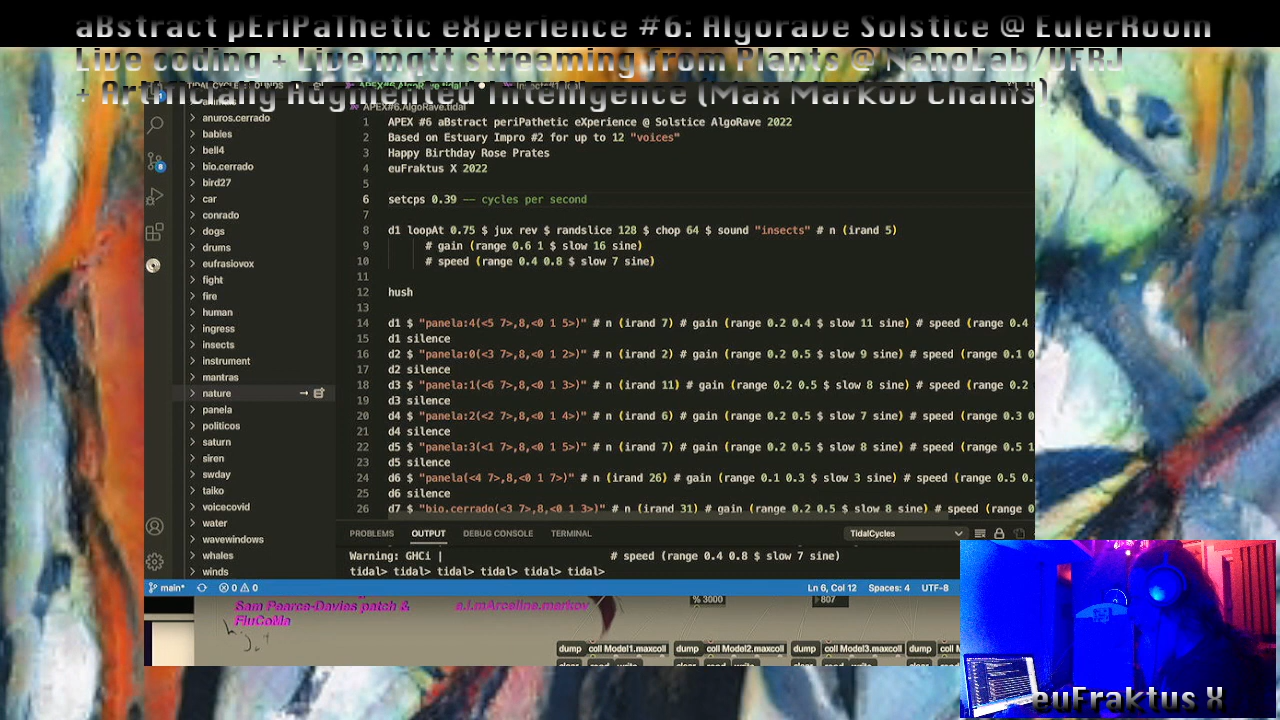 aBstract pEriPaThetic eXperience #6: Algorave Solstice @ EulerRoom
Live coding + Live mqtt streaming from Plants @ NanoLab/UFRJ
Intelligence (Max Markov Chains)
APEX#6.AlgoRave.tidal
animals
anuros.cerrado
babies
bell4
bio.cerrado
bird27
car
conrado
dogs
drums
eufrasiovox
fight
fire
human
ingress
insects
instrument
mantras
nature
panela
politicos
saturn
siren
swday
taiko
voicecovid
water
wavewindows
whales
winds
8
1 APEX #6 aBstract periPathetic eXperience @ Solstice AlgoRave 2022
2 Based on Estuary Impro #2 for up to 12 "voices"
3 Happy Birthday Rose Prates
4 euFraktus X 2022
5
6 setcps 0.39 -- cycles per second
7
8 d1 loopAt 0.75 $ jux rev $ randslice 128 $ chop 64 $ sound "insects" # n (irand 5)
9 # gain (range 0.6 1 $ slow 16 sine)
10 # speed (range 0.4 0.8 $ slow 7 sine)
11
12 hush
13
14 d1 $ "panela:4(<5 7>,8,<0 1 5>)" # n (irand 7) # gain (range 0.2 0.4 $ slow 11 sine) # speed (range 0.4
15 d1 silence
16 d2 $ "panela:0(<3 7>,8,<0 1 2>)" # n (irand 2) # gain (range 0.2 0.5 $ slow 9 sine) # speed (range 0.1 0
17 d2 silence
18 d3 $ "panela:1(<6 7>,8,<0 1 3>)" # n (irand 11) # gain (range 0.2 0.5 $ slow 8 sine) # speed (range 0.2
19 d3 silence
20 d4 $ "panela:2(<2 7>,8,<0 1 4>)" # n (irand 6) # gain (range 0.2 0.5 $ slow 7 sine) # speed (range 0.3 0
21 d4 silence
22 d5 $ "panela:3(<1 7>,8,<0 1 5>)" # n (irand 7) # gain (range 0.2 0.5 $ slow 8 sine) # speed (range 0.5 1
23 d5 silence
24 d6 $ "panela(<4 7>,8,<0 1 7>)" # n (irand 26) # gain (range 0.1 0.3 $ slow 3 sine) # speed (range 0.5 0.
25 d6 silence
26 d7 $ "bio.cerrado(<3 7>,8,<0 1 3>)" # n (irand 31) # gain (range 0.2 0.5 $ slow 8 sine) # speed (range 0
PROBLEMS OUTPUT DEBUG CONSOLE TERMINAL TidalCycles
Warning: GHCi | # speed (range 0.4 0.8 $ slow 7 sine)
tidal> tidal> tidal> tidal> tidal> tidal>
main* 0 0 Ln 6, Col 12 Spaces: 4 UTF-8
Sam Pearce-Davies patch & a.i.mArceline.markov % 3000 807
FluCoMa
dump coll Model1.maxcoll dump coll Model2.maxcoll dump coll Model3.maxcoll dump coll M
euFraktus X